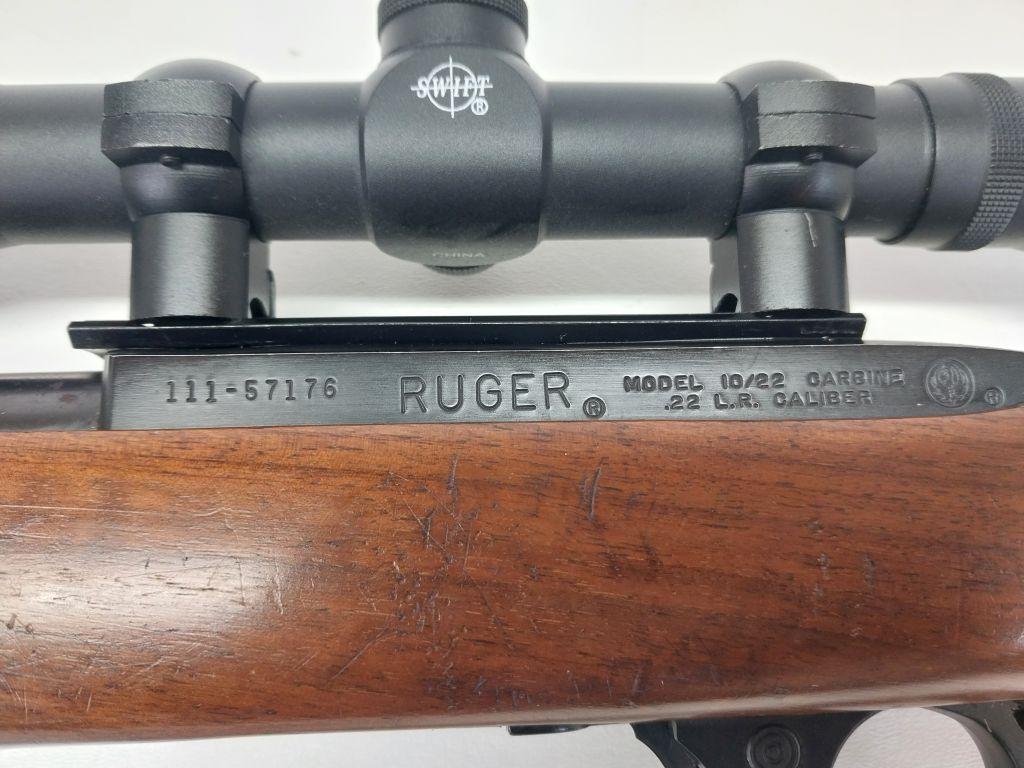 SWIFT®
CHINA
111-57176 RUGER® MODEL 10/22 CARBINE
.22 L.R. CALIBER ®